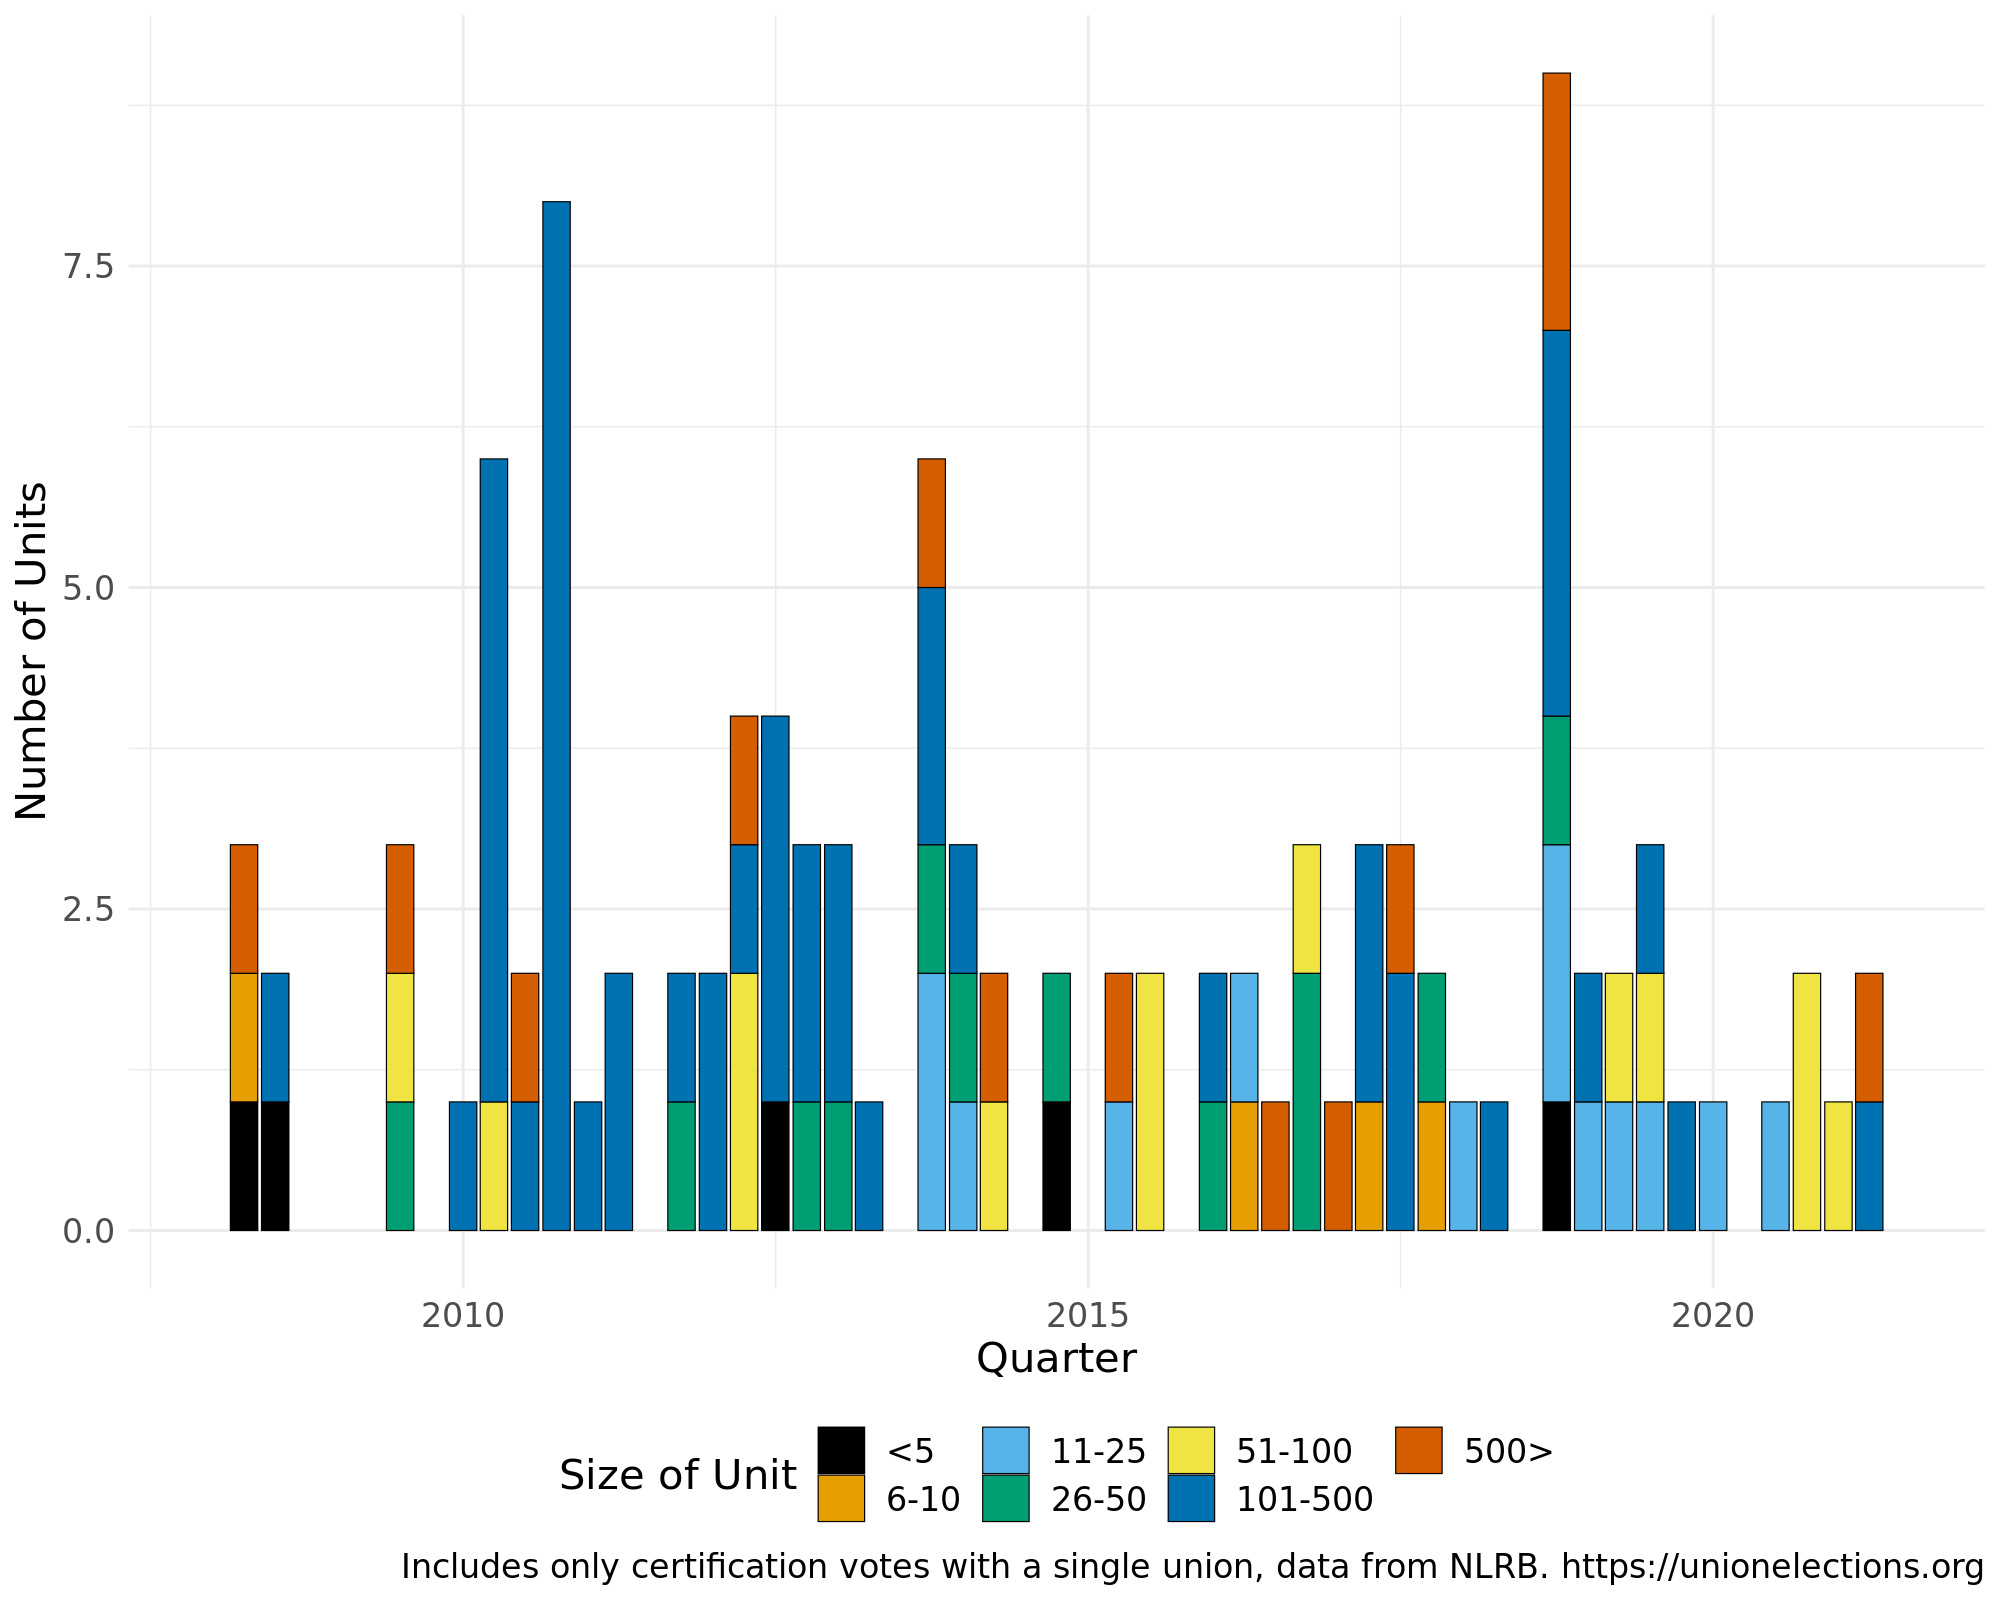 7.5
5.0
2.5
0.0
Number of Units
2010 2015 2020
Quarter
Size of Unit
<5 11-25 51-100 500>
6-10 26-50 101-500
Includes only certification votes with a single union, data from NLRB. https://unionelections.org